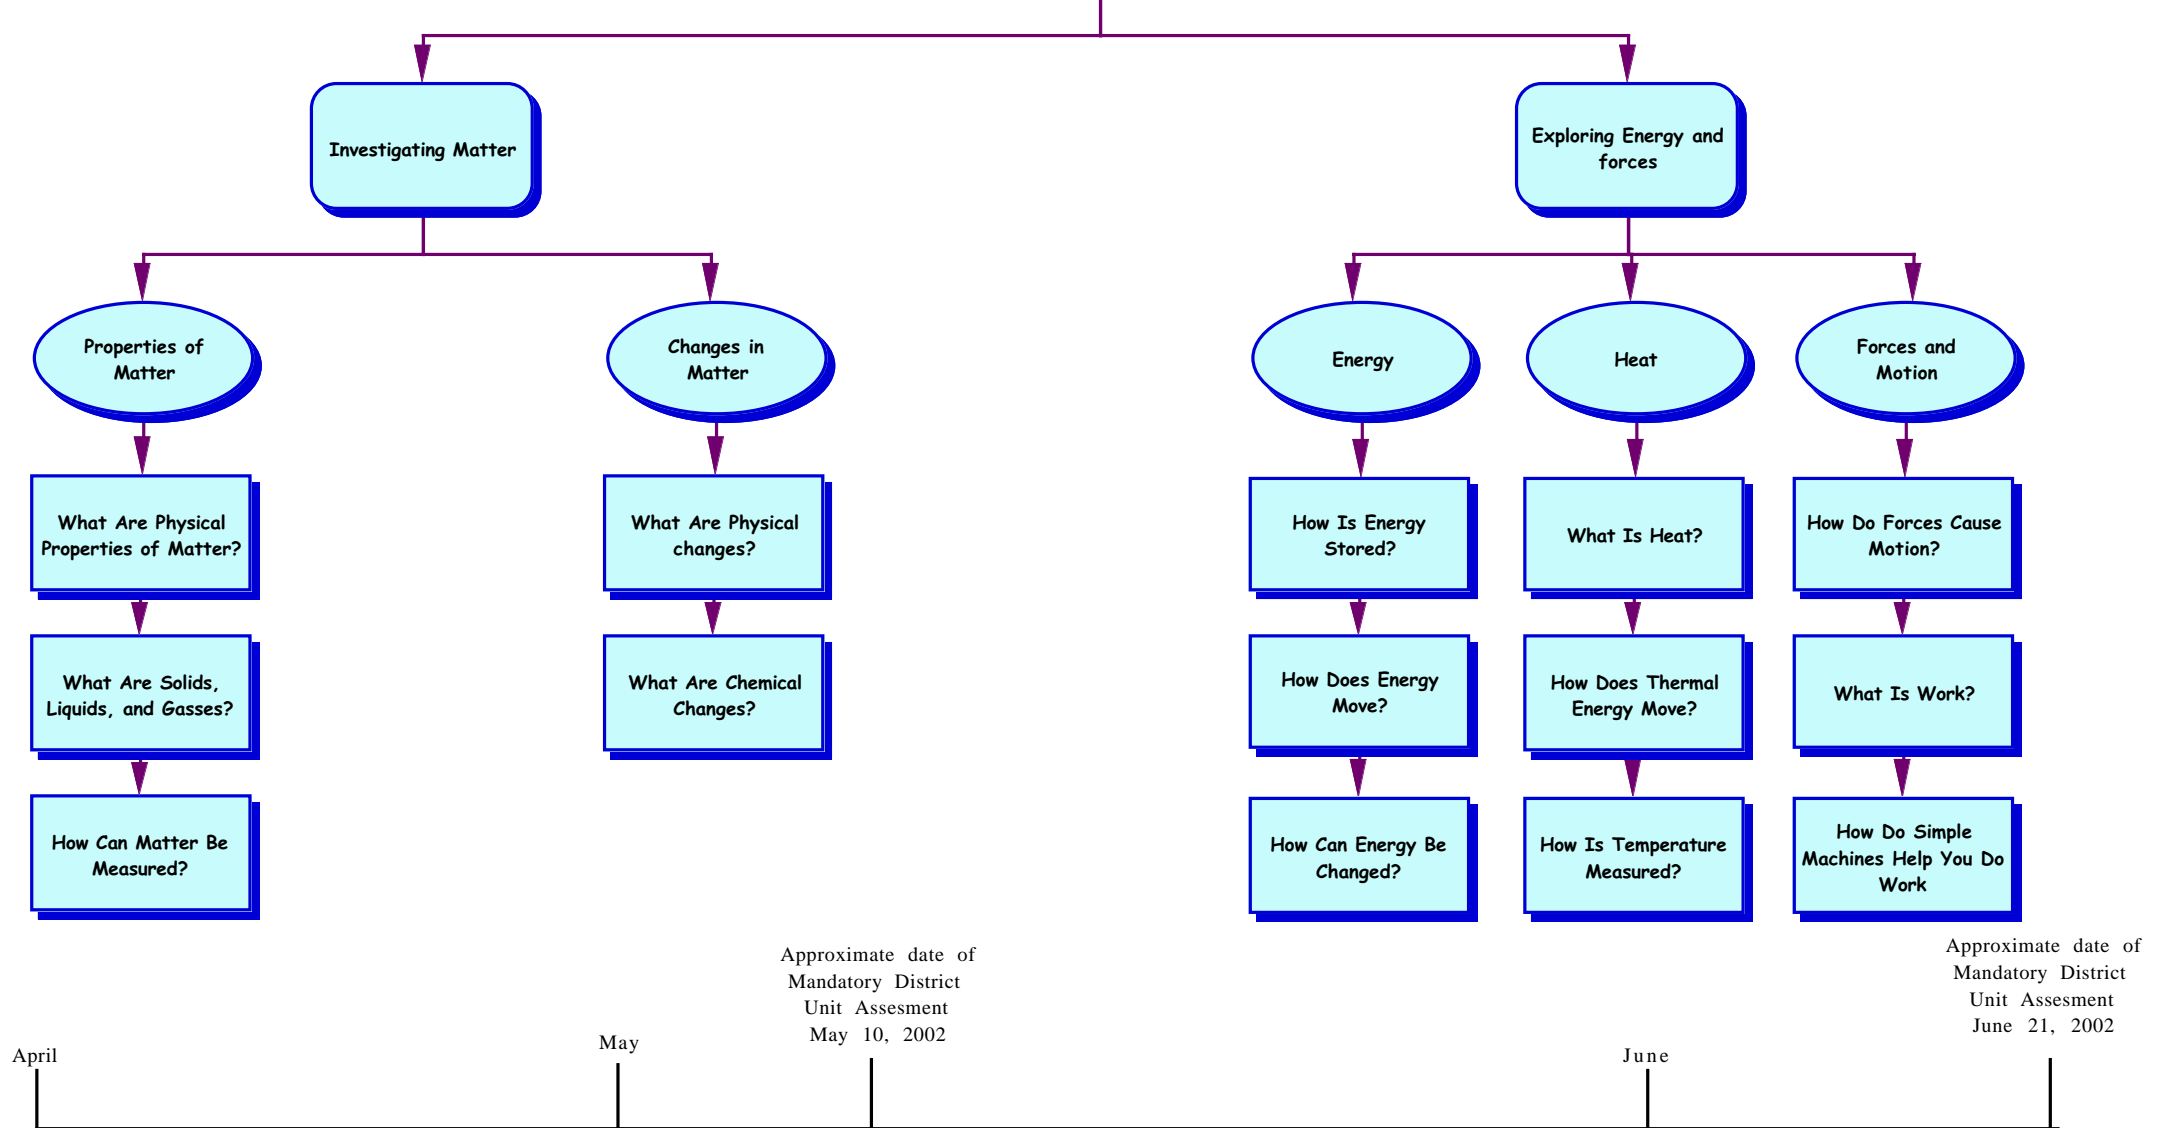 Investigating Matter
Exploring Energy and
forces
Properties of
Matter
Changes in
Matter
Energy
Heat
Forces and
Motion
What Are Physical
Properties of Matter?
What Are Physical
changes?
How Is Energy
Stored?
What Is Heat?
How Do Forces Cause
Motion?
What Are Solids,
Liquids, and Gasses?
What Are Chemical
Changes?
How Does Energy
Move?
How Does Thermal
Energy Move?
What Is Work?
How Can Matter Be
Measured?
How Can Energy Be
Changed?
How Is Temperature
Measured?
How Do Simple
Machines Help You Do
Work
Approximate date of
Mandatory District
Unit Assesment
May 10, 2002
Approximate date of
Mandatory District
Unit Assesment
June 21, 2002
April
May
June